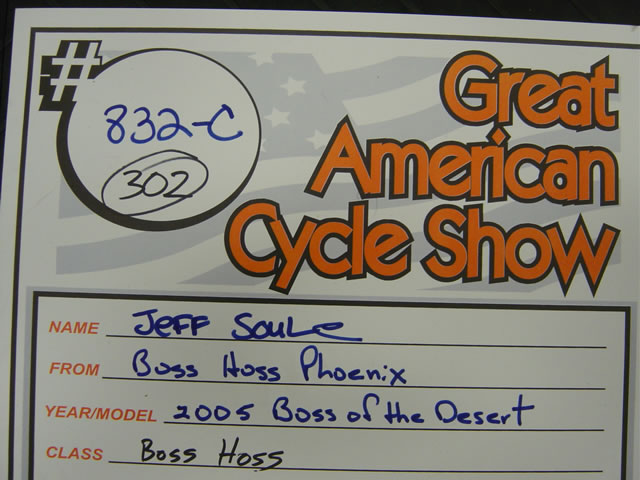 #
832-C
302
Great
American
Cycle Show
NAME Jeff Soule
FROM Boss Hoss Phoenix
YEAR/MODEL 2005 Boss of the Desert
CLASS Boss Hoss